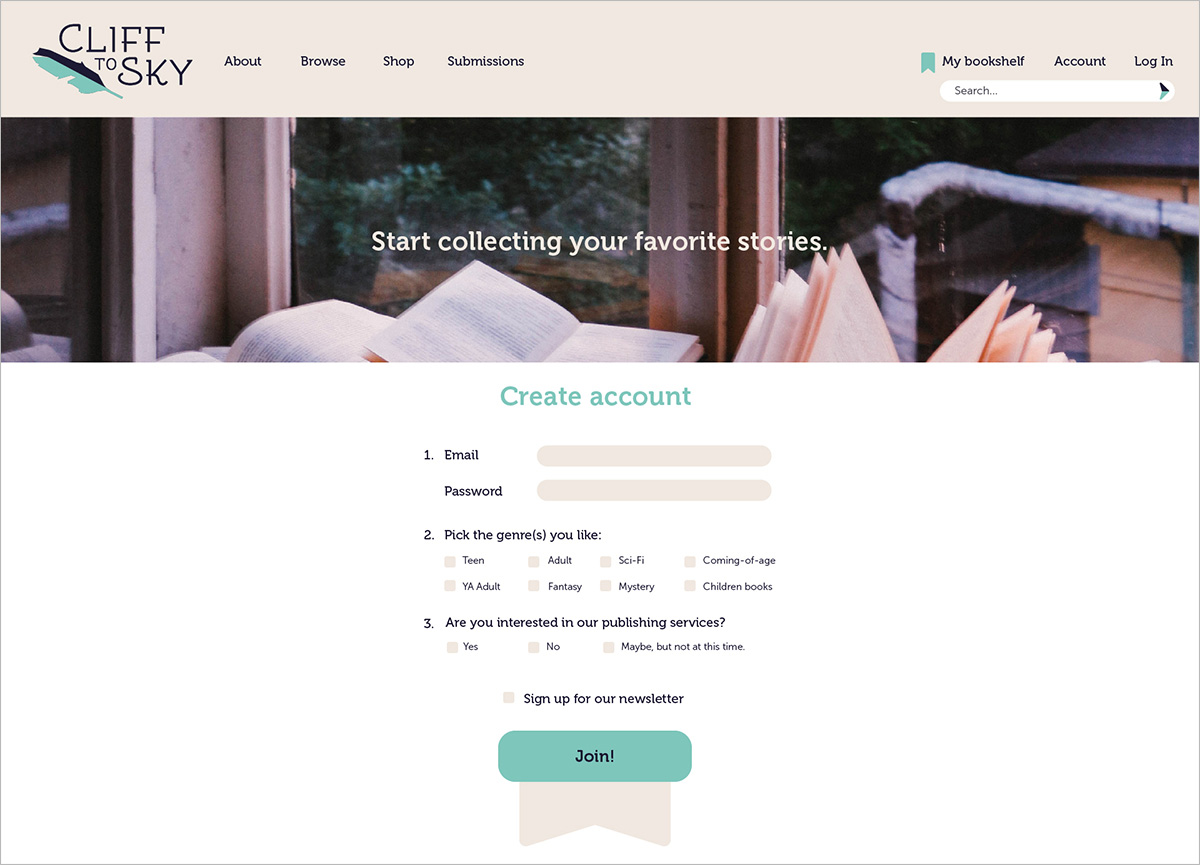 CLIFF
TO SKY
About Browse Shop Submissions
My bookshelf Account Log In
Search...
Start collecting your favorite stories.
Create account
1. Email
Password
2. Pick the genre(s) you like:
Teen Adult Sci-Fi Coming-of-age
YA Adult Fantasy Mystery Children books
3. Are you interested in our publishing services?
Yes No Maybe, but not at this time.
Sign up for our newsletter
Join!